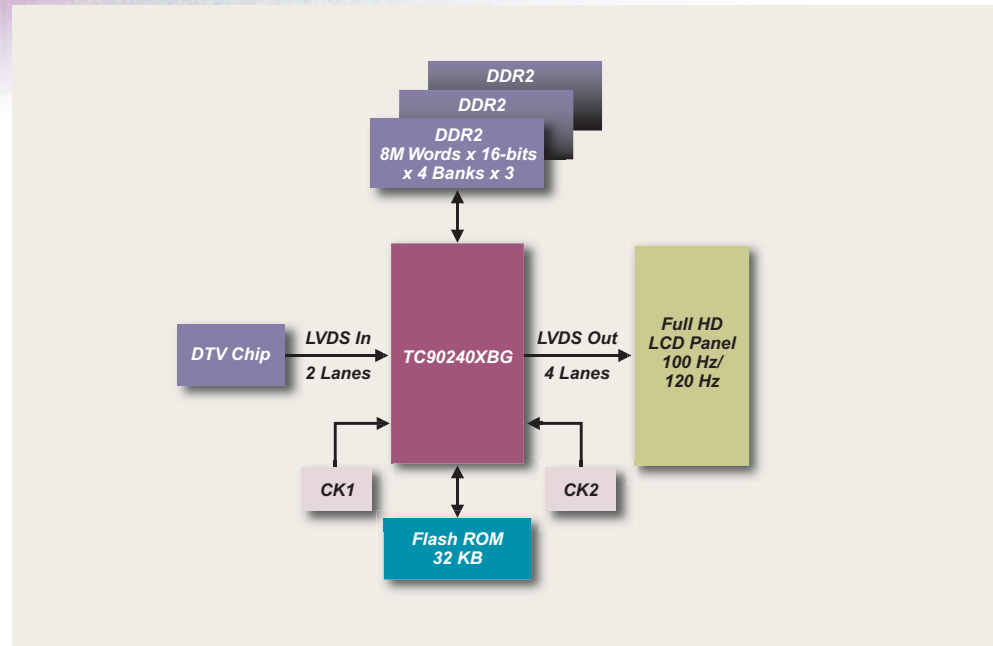 DDR2
DDR2
DDR2
8M Words x 16-bits
x 4 Banks x 3
DTV Chip
LVDS In
2 Lanes
TC90240XBG
LVDS Out
4 Lanes
Full HD
LCD Panel
100 Hz/
120 Hz
CK1
CK2
Flash ROM
32 KB